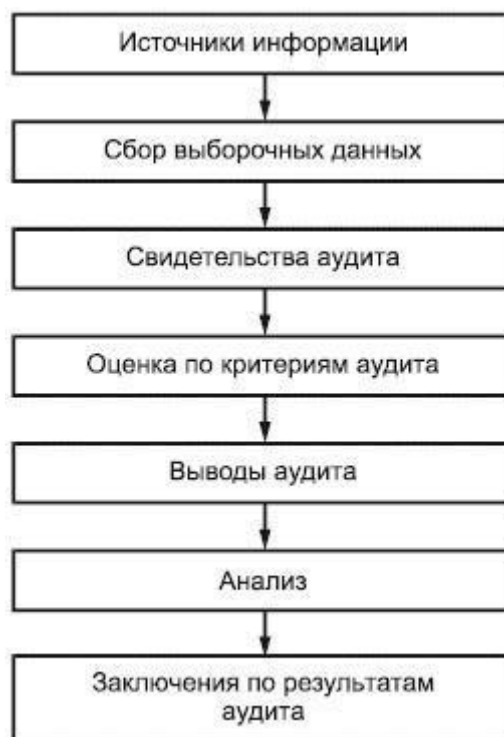 Источники информации
Сбор выборочных данных
Свидетельства аудита
Оценка по критериям аудита
Выводы аудита
Анализ
Заключения по результатам
аудита